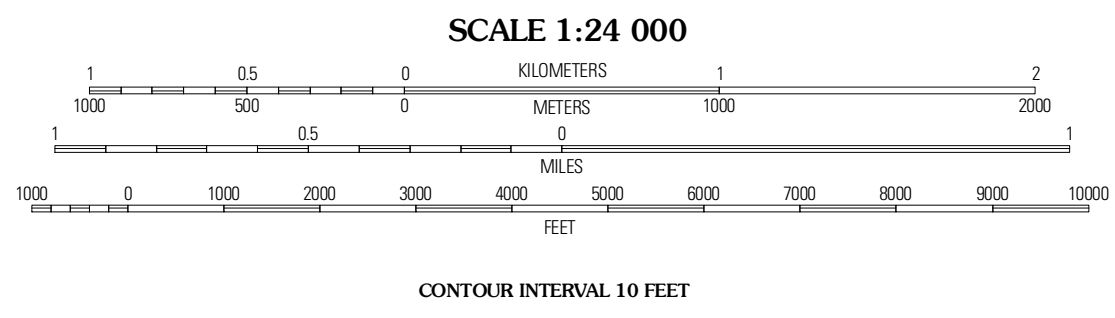 SCALE 1:24 000
1 0.5 0 KILOMETERS 1 2
1000 500 0 METERS 1000 2000
1 0.5 0 1
MILES
1000 0 1000 2000 3000 4000 5000 6000 7000 8000 9000 10000
FEET
CONTOUR INTERVAL 10 FEET